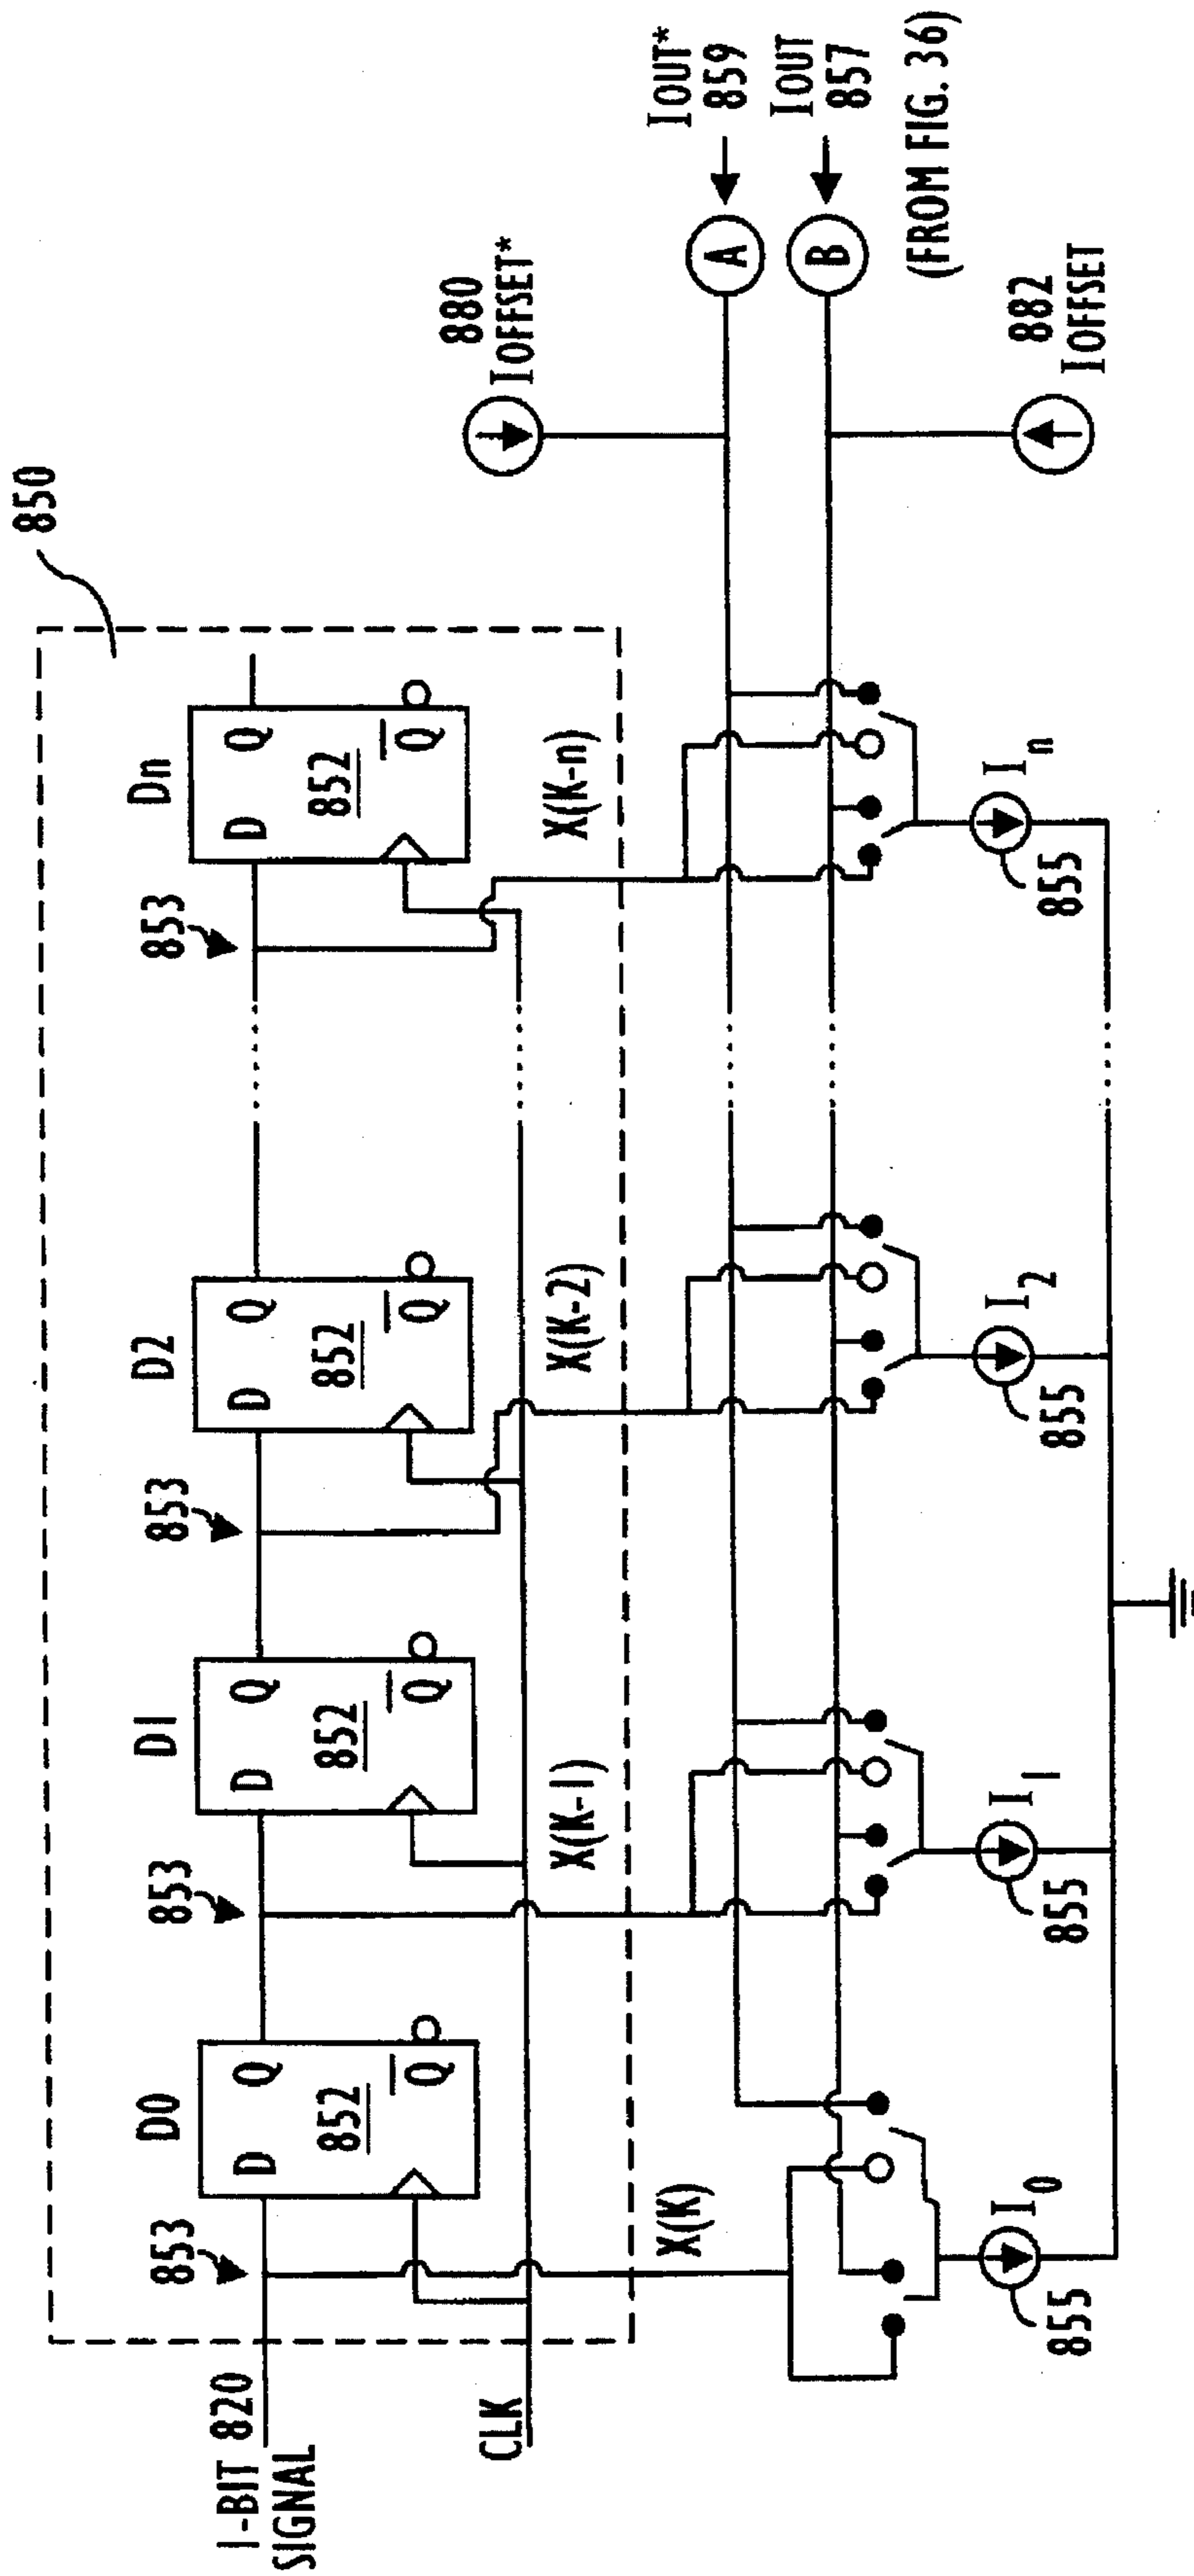 850
D0
D1
D2
Dn
853
853
853
853
D Q
852
Q
D Q
852
Q
D Q
852
Q
D Q
852
Q
1-BIT 820
SIGNAL
CLK
X(K)
X(K-1)
X(K-2)
X(K-n)
880
IOFFSET*
IOUT*
859
A
IOUT
857
B
(FROM FIG. 36)
882
IOFFSET
I0
855
I1
855
I2
855
In
855